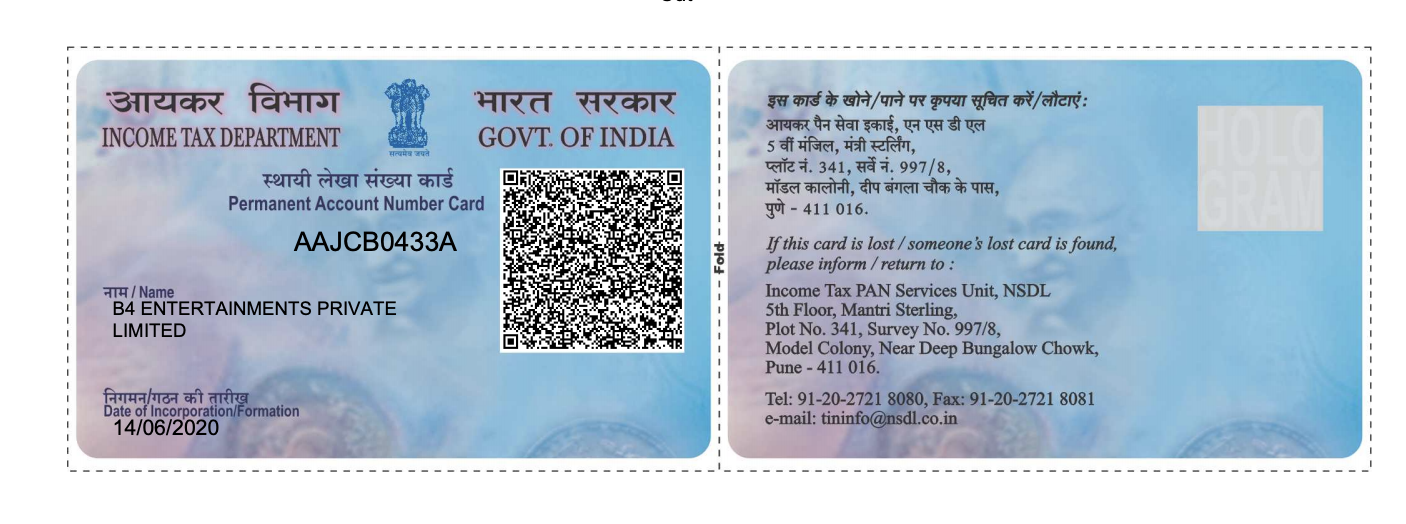 आयकर विभाग
INCOME TAX DEPARTMENT
सत्यमेव जयते
भारत सरकार
GOVT. OF INDIA
स्थायी लेखा संख्या कार्ड
Permanent Account Number Card
AAJCB0433A
नाम / Name
B4 ENTERTAINMENTS PRIVATE
LIMITED
निगमन/गठन की तारीख
Date of Incorporation/Formation
14/06/2020
Fold
इस कार्ड के खोने/पाने पर कृपया सूचित करें/लौटाएं :
आयकर पैन सेवा इकाई, एन एस डी एल
5 वीं मंजिल, मंत्री स्टर्लिंग,
प्लॉट नं. 341, सर्वे नं. 997/8,
मॉडल कालोनी, दीप बंगला चौक के पास,
पुणे - 411 016.
If this card is lost / someone's lost card is found,
please inform / return to :
Income Tax PAN Services Unit, NSDL
5th Floor, Mantri Sterling,
Plot No. 341, Survey No. 997/8,
Model Colony, Near Deep Bungalow Chowk,
Pune - 411 016.
Tel: 91-20-2721 8080, Fax: 91-20-2721 8081
e-mail: tininfo@nsdl.co.in
HOLO
GRAM